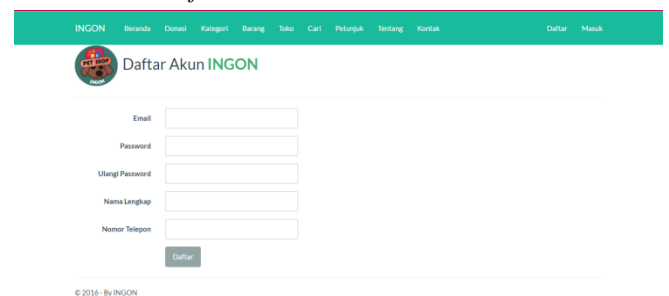 INGON Beranda Donasi Kategori Barang Toko Cari Petunjuk Tentang Kontak Daftar Masuk
PET SHOP
INGON
Daftar Akun INGON
Email
Password
Ulangi Password
Nama Lengkap
Nomor Telepon
Daftar
© 2016 - By INGON